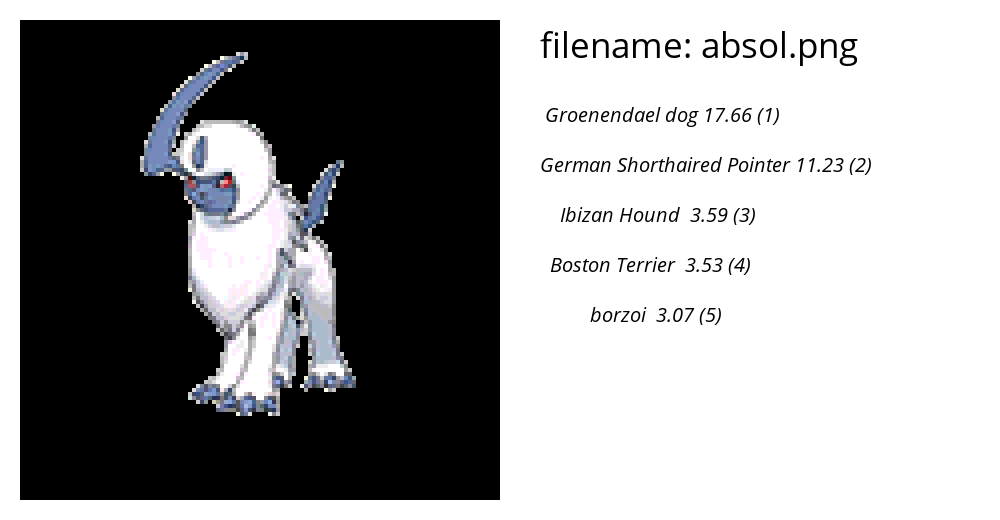 filename: absol.png
Groenendael dog 17.66 (1)
German Shorthaired Pointer 11.23 (2)
Ibizan Hound 3.59 (3)
Boston Terrier 3.53 (4)
borzoi 3.07 (5)